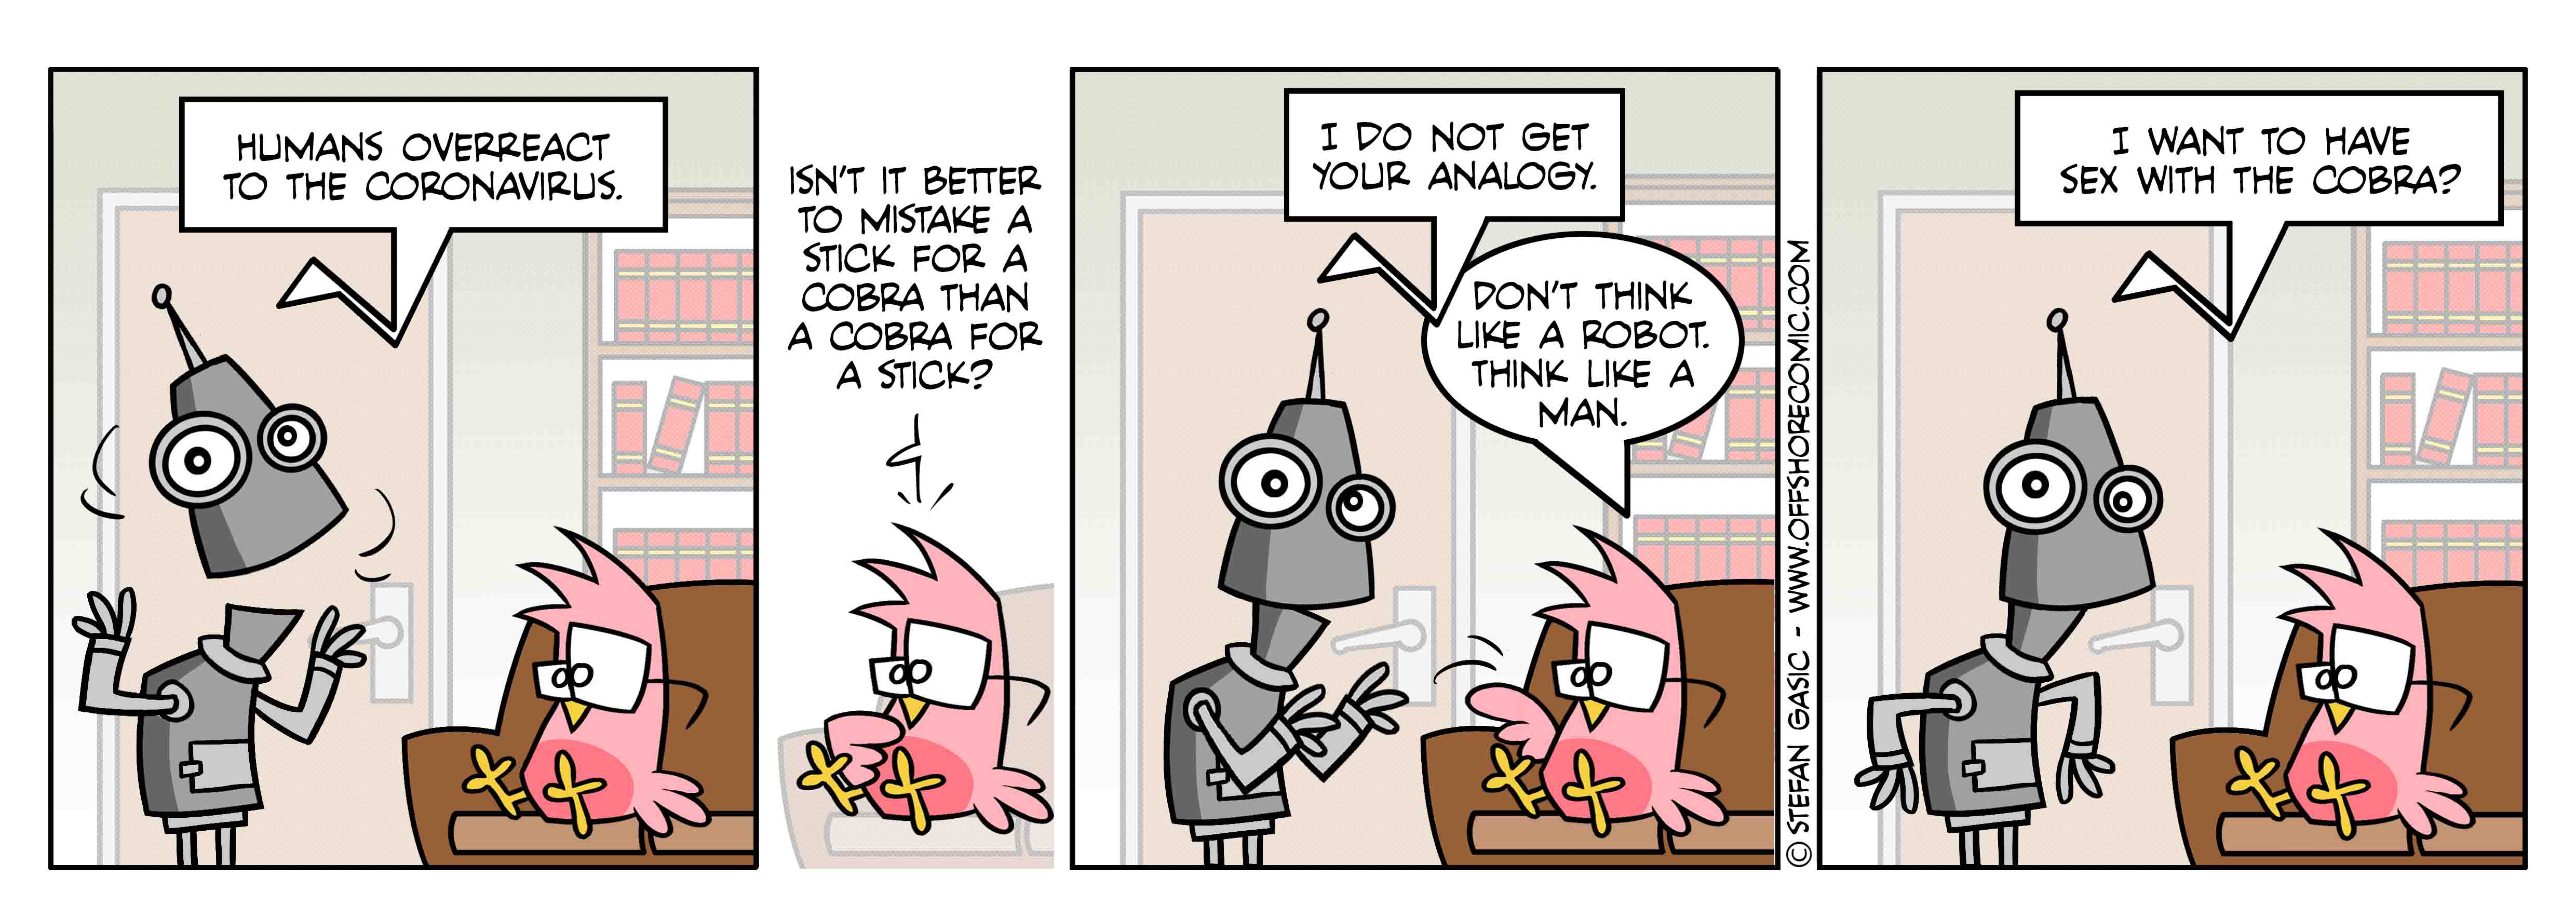 HUMANS OVERREACT
TO THE CORONAVIRUS.
ISN'T IT BETTER
TO MISTAKE A
STICK FOR A
COBRA THAN
A COBRA FOR
A STICK?
I DO NOT GET
YOUR ANALOGY.
DON'T THINK
LIKE A ROBOT.
THINK LIKE A
MAN.
© STEFAN GASIC - WWW.OFFSHORECOMIC.COM
I WANT TO HAVE
SEX WITH THE COBRA?